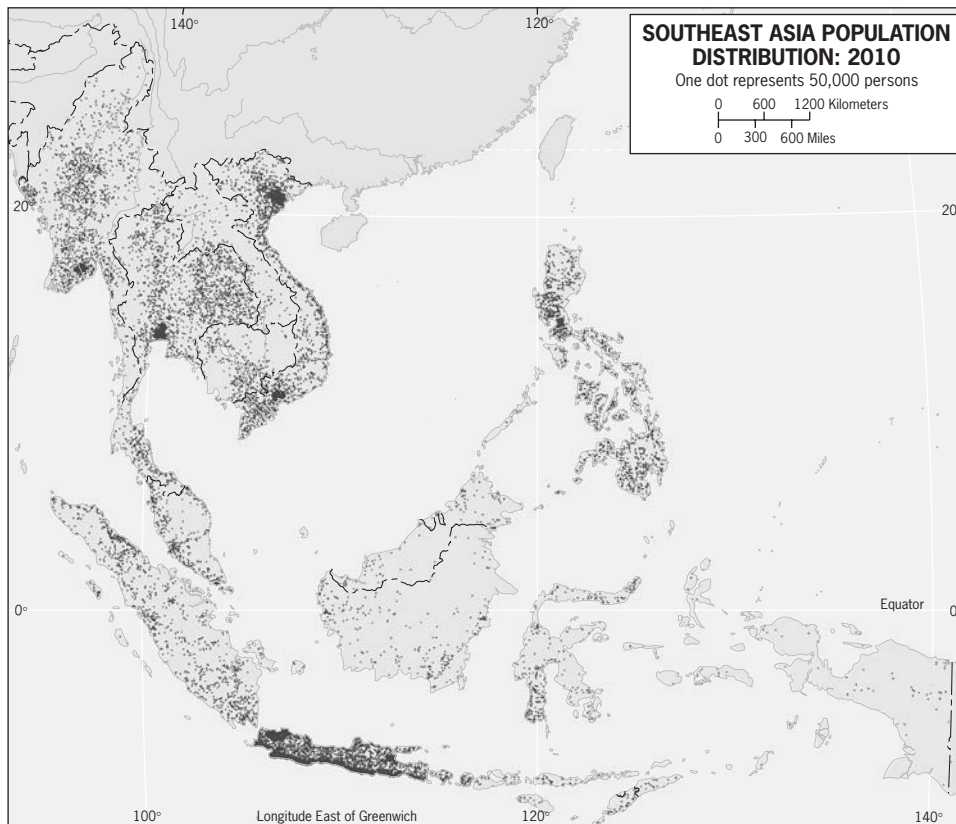 140°
120°
SOUTHEAST ASIA POPULATION
DISTRIBUTION: 2010
One dot represents 50,000 persons
0 600 1200 Kilometers
0 300 600 Miles
20°
20
0°
Equator
0
100°
Longitude East of Greenwich
120°
140°